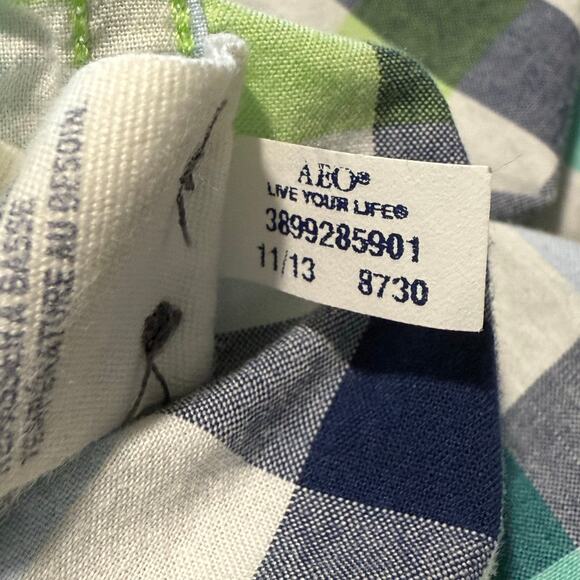 AEO®
LIVE YOUR LIFE®
3899285901
11/13 8730
TEMPERATURE AU BESOIN.